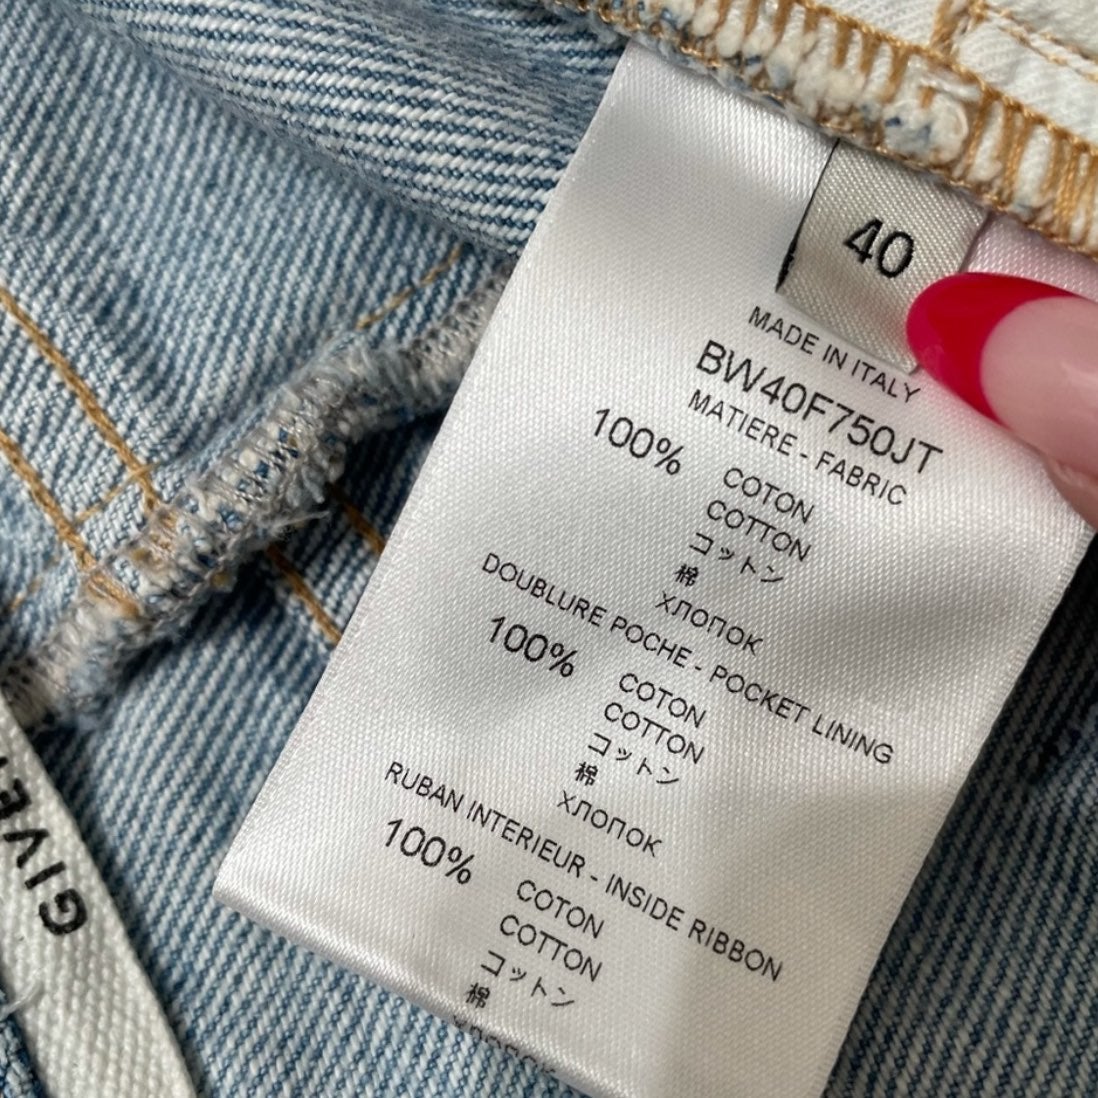 40
MADE IN ITALY
BW40F750JT
MATIERE - FABRIC
100% COTON
COTTON
コットン
棉
ХЛОПОК
DOUBLURE POCHE - POCKET LINING
100% COTON
COTTON
コットン
棉
ХЛОПОК
RUBAN INTERIEUR - INSIDE RIBBON
100% COTON
COTTON
コットン
棉